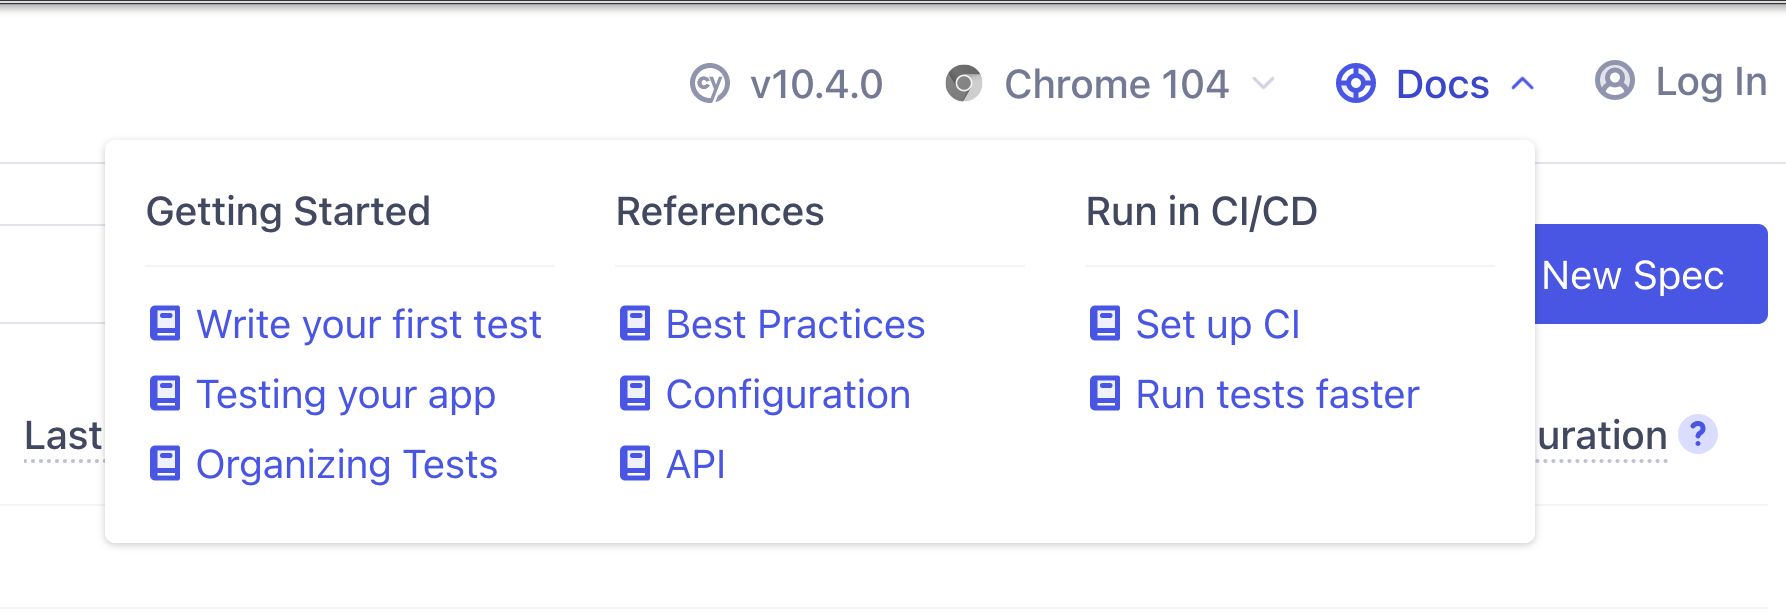 cy v10.4.0 Chrome 104 Docs Log In
Getting Started
Write your first test
Testing your app
Organizing Tests
References
Best Practices
Configuration
API
Run in CI/CD
Set up CI
Run tests faster
New Spec
Last
uration ?